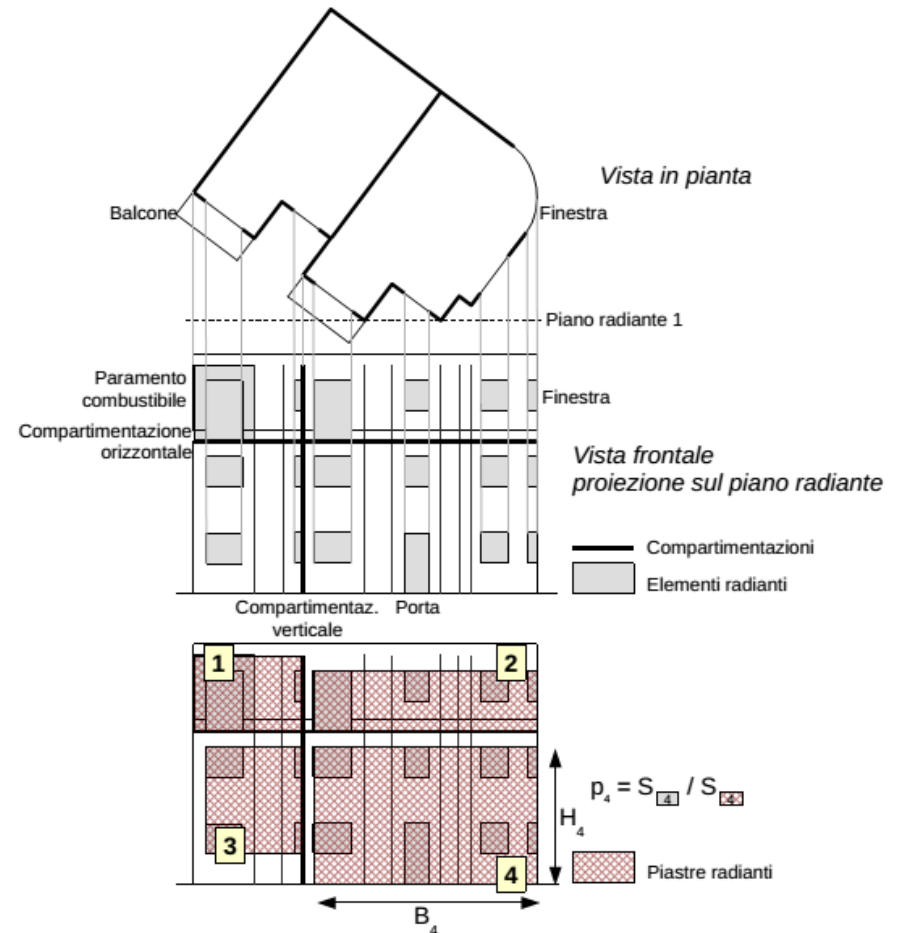 Vista in pianta
Balcone
Finestra
Piano radiante 1
Paramento
combustibile
Finestra
Compartimentazione
orizzontale
Vista frontale
proiezione sul piano radiante
Compartimentazioni
Elementi radianti
Compartimentaz.
verticale
Porta
1
2
p4 = S4 / S4
H4
3
4
Piastre radianti
B4